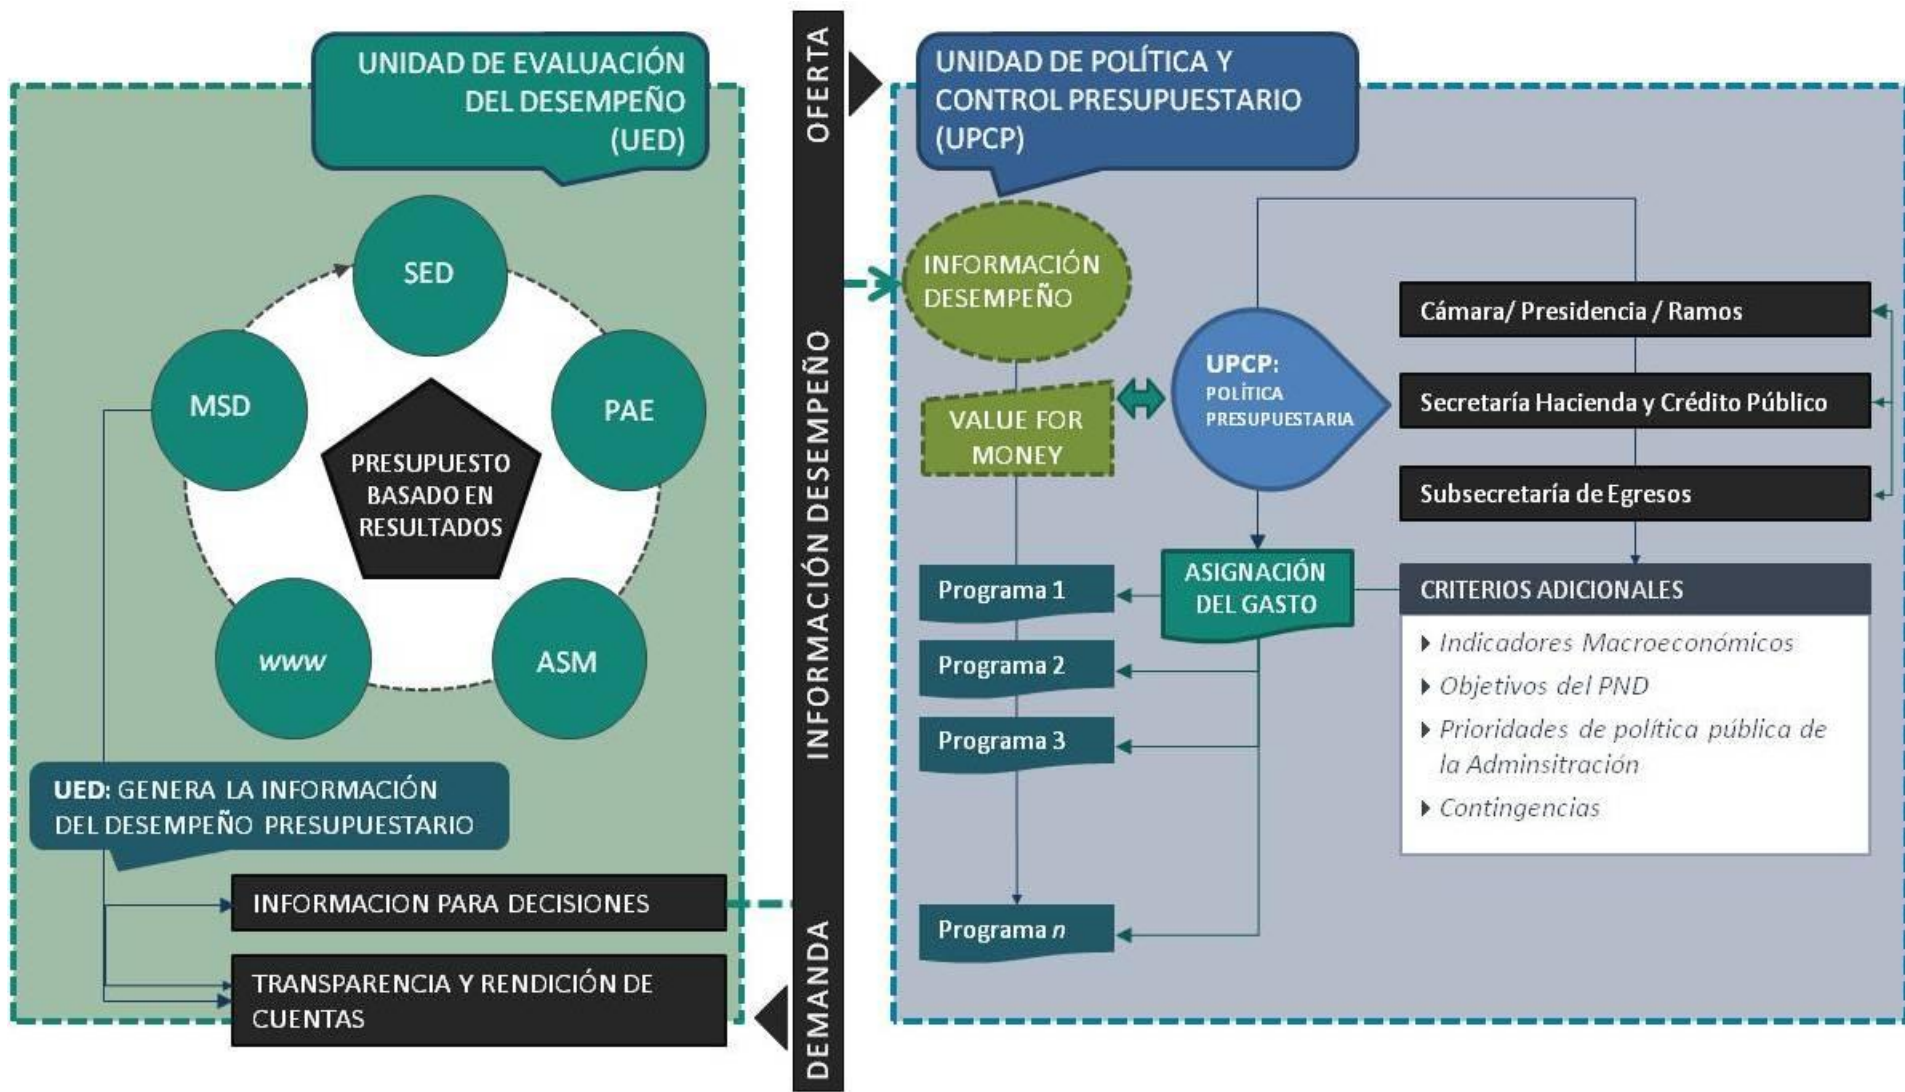 UNIDAD DE EVALUACIÓN
DEL DESEMPEÑO
(UED)
SED
MSD
PAE
PRESUPUESTO
BASADO EN
RESULTADOS
www
ASM
UED: GENERA LA INFORMACIÓN
DEL DESEMPEÑO PRESUPUESTARIO
INFORMACION PARA DECISIONES
TRANSPARENCIA Y RENDICIÓN DE
CUENTAS
OFERTA
INFORMACIÓN DESEMPEÑO
DEMANDA
UNIDAD DE POLÍTICA Y
CONTROL PRESUPUESTARIO
(UPCP)
INFORMACIÓN
DESEMPEÑO
VALUE FOR
MONEY
UPCP:
POLÍTICA
PRESUPUESTARIA
Cámara/ Presidencia / Ramos
Secretaría Hacienda y Crédito Público
Subsecretaría de Egresos
ASIGNACIÓN
DEL GASTO
Programa 1
Programa 2
Programa 3
Programa n
CRITERIOS ADICIONALES
Indicadores Macroeconómicos
Objetivos del PND
Prioridades de política pública de
la Adminsitración
Contingencias